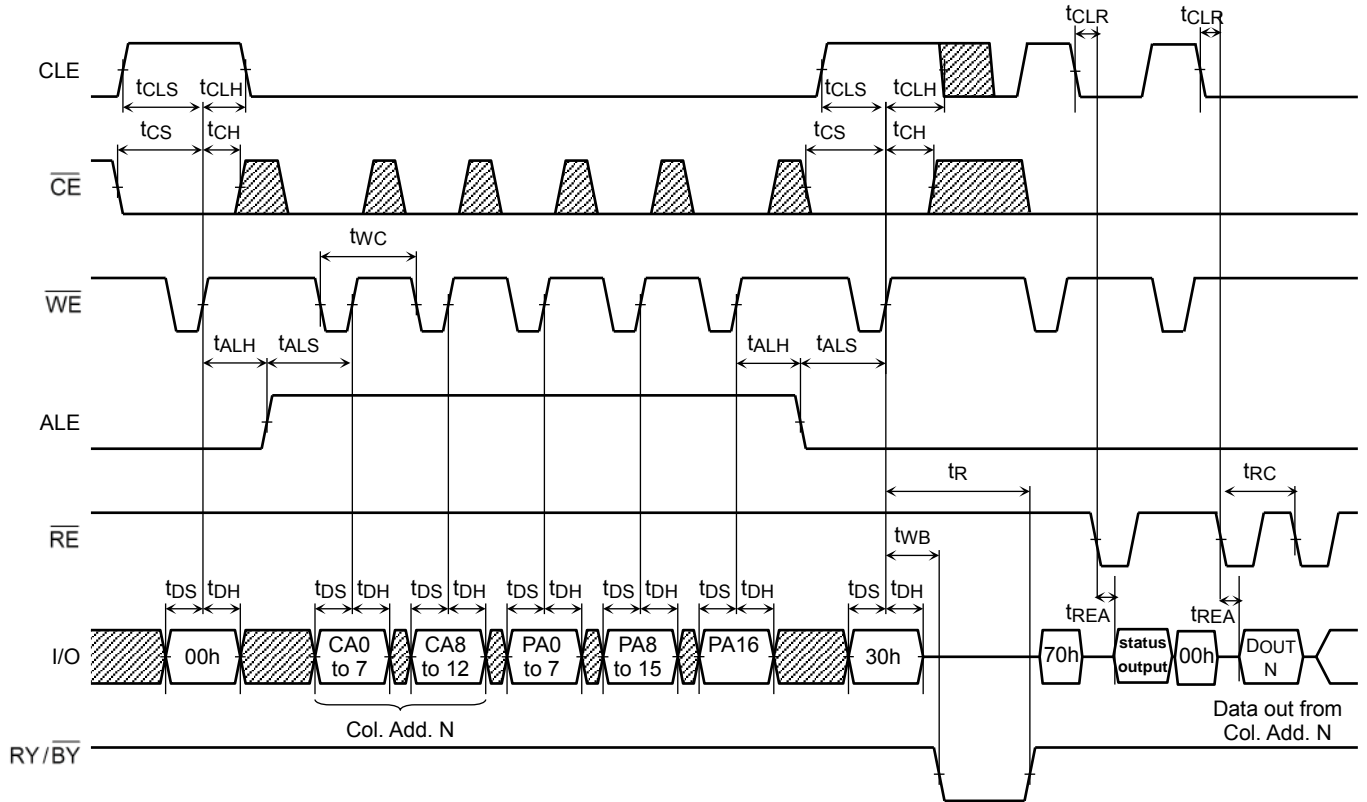 tCLR tCLR
CLE
tCLS tCLH tCLS tCLH
tCS tCH tCS tCH
CE
tWC
WE
tALH tALS tALH tALS
ALE
tR tRC
RE
tWB
tDS tDH tDS tDH tDS tDH tDS tDH tDS tDH tDS tDH tDS tDH
tREA tREA
I/O
00h
CA0
to 7
CA8
to 12
PA0
to 7
PA8
to 15
PA16
30h
70h
status
output
00h
DOUT
N
Col. Add. N
Data out from
Col. Add. N
RY/BY